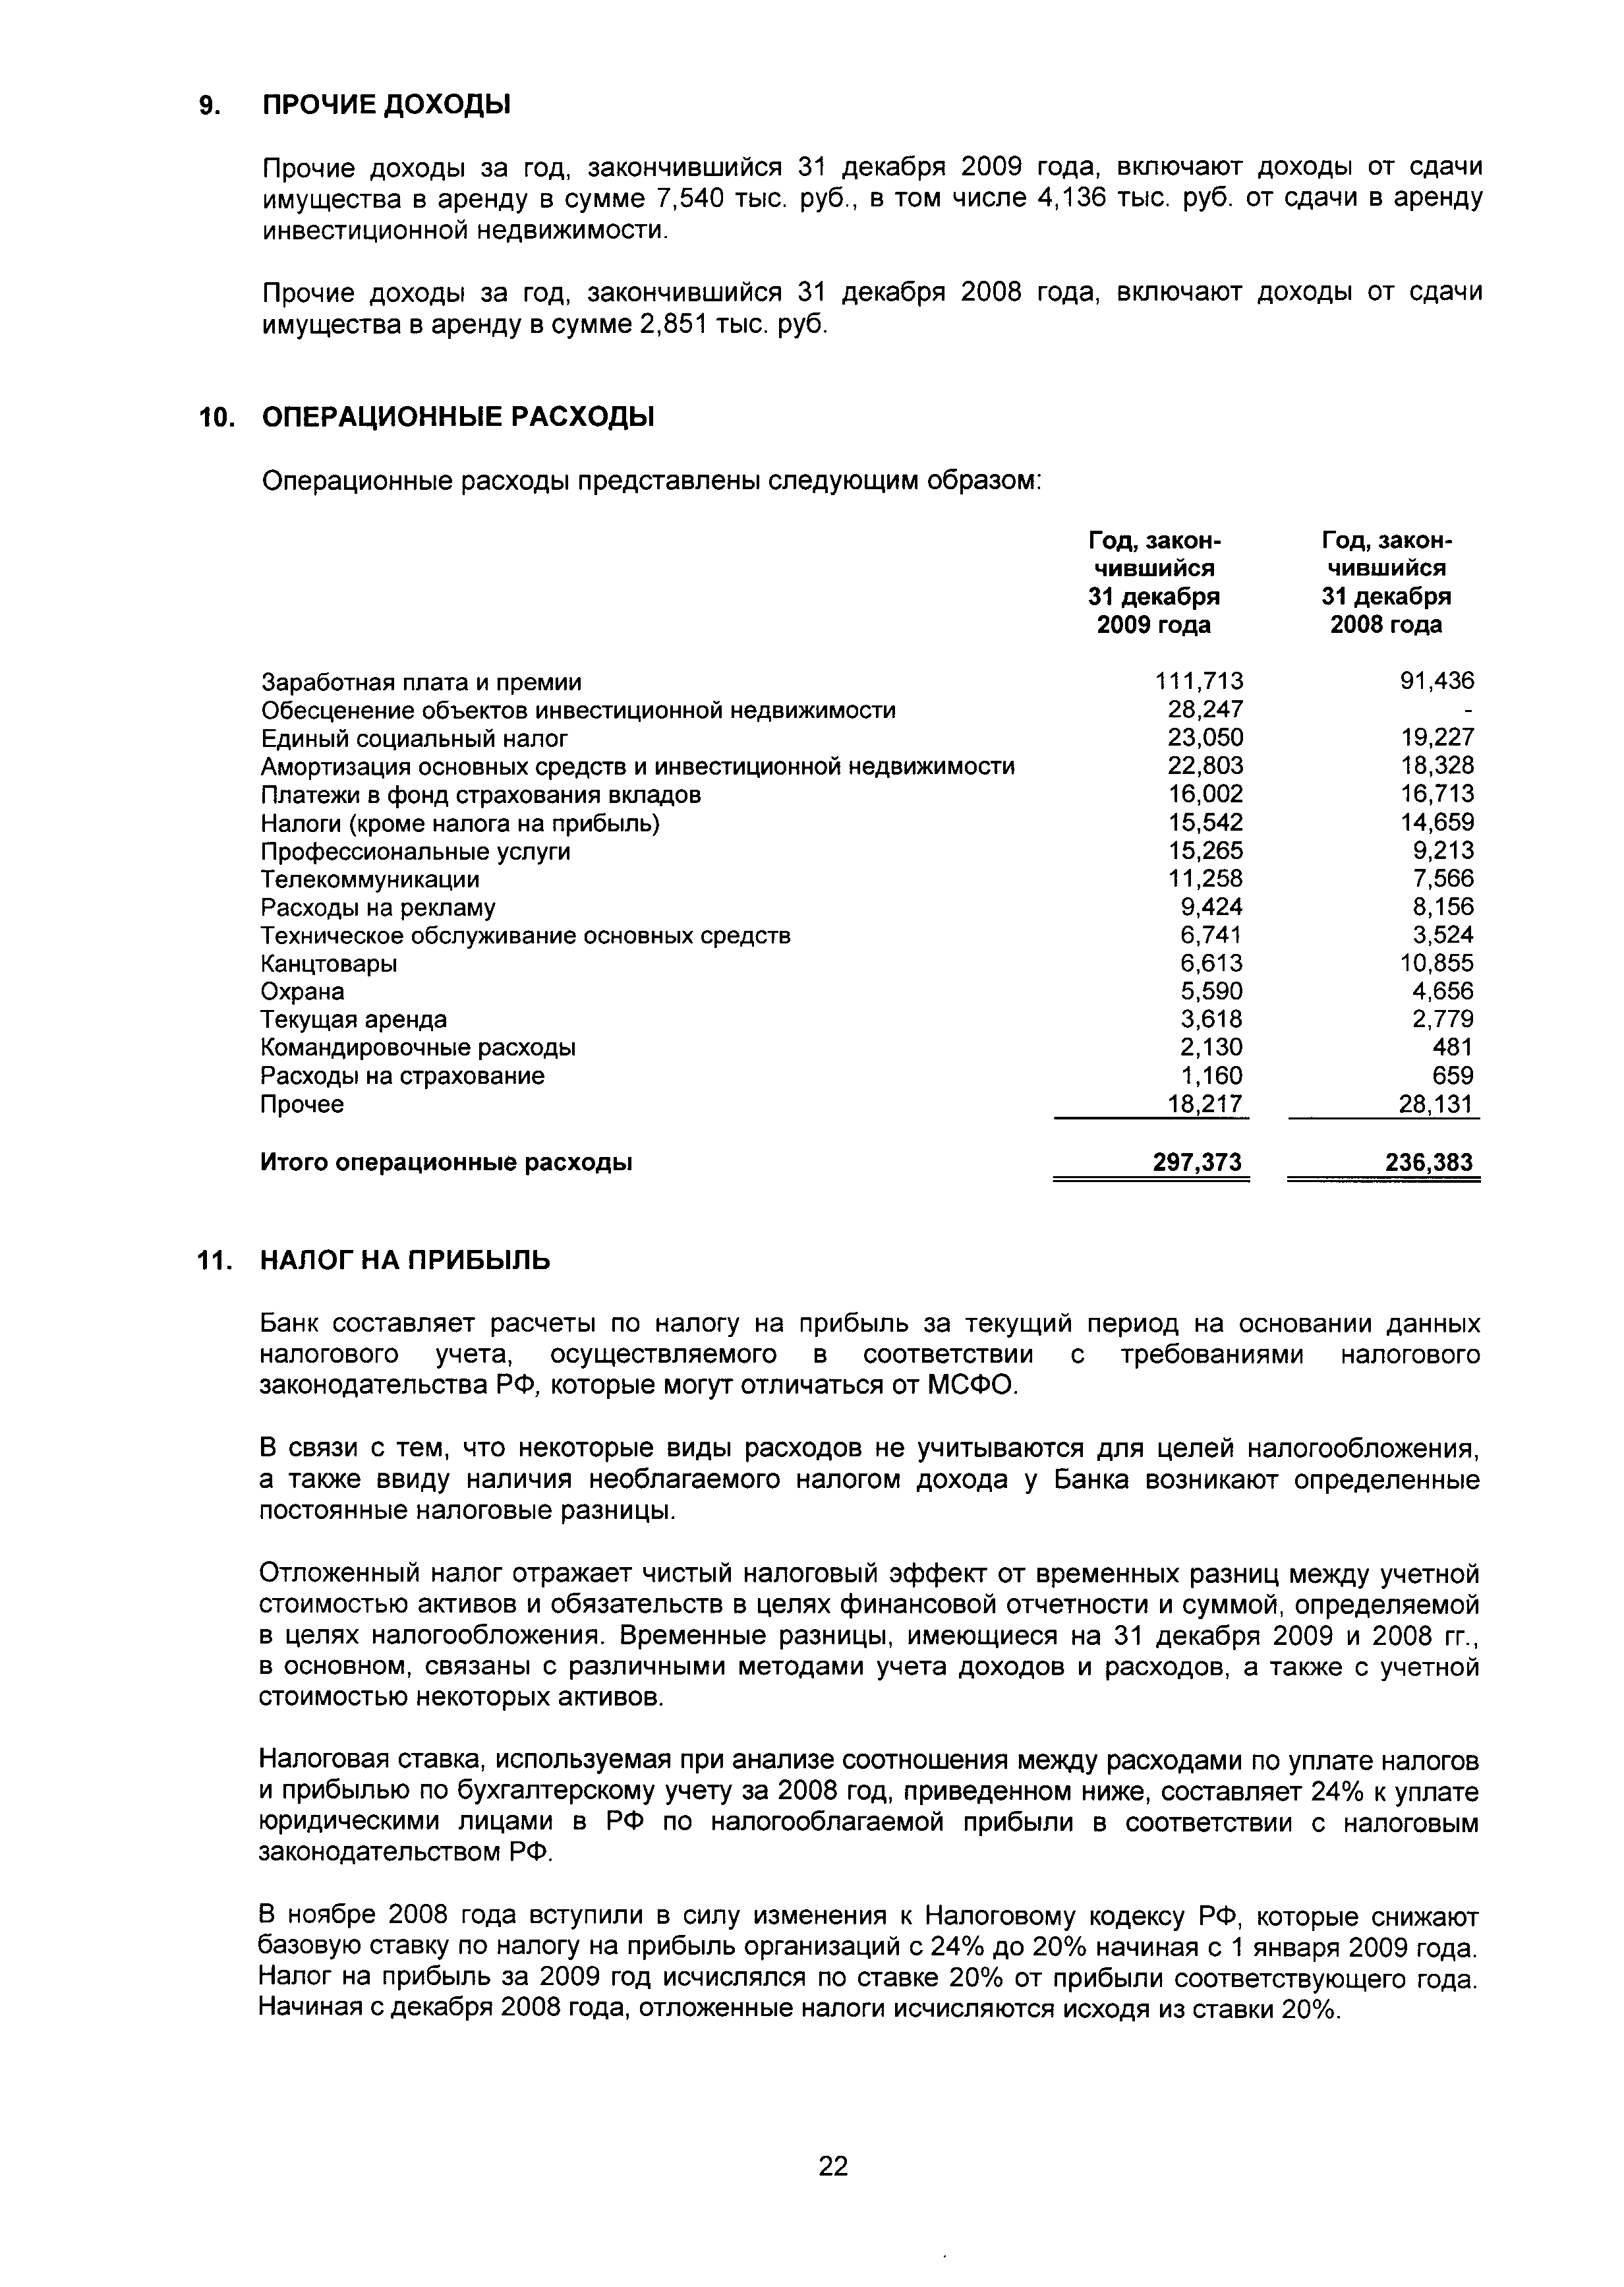 9. ПРОЧИЕ ДОХОДЫ
Прочие доходы за год, закончившийся 31 декабря 2009 года, включают доходы от сдачи
имущества в аренду в сумме 7,540 тыс. руб., в том числе 4,136 тыс. руб. от сдачи в аренду
инвестиционной недвижимости.
Прочие доходы за год, закончившийся 31 декабря 2008 года, включают доходы от сдачи
имущества в аренду в сумме 2,851 тыс. руб.
10. ОПЕРАЦИОННЫЕ РАСХОДЫ
Операционные расходы представлены следующим образом:
Год, закон- Год, закон-
чившийся чившийся
31 декабря 31 декабря
2009 года 2008 года
Заработная плата и премии 111,713 91,436
Обесценение объектов инвестиционной недвижимости 28,247 -
Единый социальный налог 23,050 19,227
Амортизация основных средств и инвестиционной недвижимости 22,803 18,328
Платежи в фонд страхования вкладов 16,002 16,713
Налоги (кроме налога на прибыль) 15,542 14,659
Профессиональные услуги 15,265 9,213
Телекоммуникации 11,258 7,566
Расходы на рекламу 9,424 8,156
Техническое обслуживание основных средств 6,741 3,524
Канцтовары 6,613 10,855
Охрана 5,590 4,656
Текущая аренда 3,618 2,779
Командировочные расходы 2,130 481
Расходы на страхование 1,160 659
Прочее 18,217 28,131
Итого операционные расходы 297,373 236,383
11. НАЛОГ НА ПРИБЫЛЬ
Банк составляет расчеты по налогу на прибыль за текущий период на основании данных
налогового учета, осуществляемого в соответствии с требованиями налогового
законодательства РФ, которые могут отличаться от МСФО.
В связи с тем, что некоторые виды расходов не учитываются для целей налогообложения,
а также ввиду наличия необлагаемого налогом дохода у Банка возникают определенные
постоянные налоговые разницы.
Отложенный налог отражает чистый налоговый эффект от временных разниц между учетной
стоимостью активов и обязательств в целях финансовой отчетности и суммой, определяемой
в целях налогообложения. Временные разницы, имеющиеся на 31 декабря 2009 и 2008 гг.,
в основном, связаны с различными методами учета доходов и расходов, а также с учетной
стоимостью некоторых активов.
Налоговая ставка, используемая при анализе соотношения между расходами по уплате налогов
и прибылью по бухгалтерскому учету за 2008 год, приведенном ниже, составляет 24% к уплате
юридическими лицами в РФ по налогооблагаемой прибыли в соответствии с налоговым
законодательством РФ.
В ноябре 2008 года вступили в силу изменения к Налоговому кодексу РФ, которые снижают
базовую ставку по налогу на прибыль организаций с 24% до 20% начиная с 1 января 2009 года.
Налог на прибыль за 2009 год исчислялся по ставке 20% от прибыли соответствующего года.
Начиная с декабря 2008 года, отложенные налоги исчисляются исходя из ставки 20%.
22